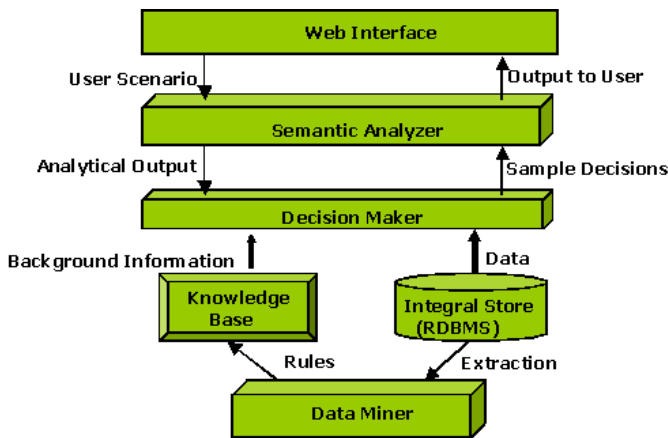 Web Interface
User Scenario
Output to User
Semantic Analyzer
Analytical Output
Sample Decisions
Decision Maker
Background Information
Data
Knowledge
Base
Integral Store
(RDBMS)
Rules
Extraction
Data Miner